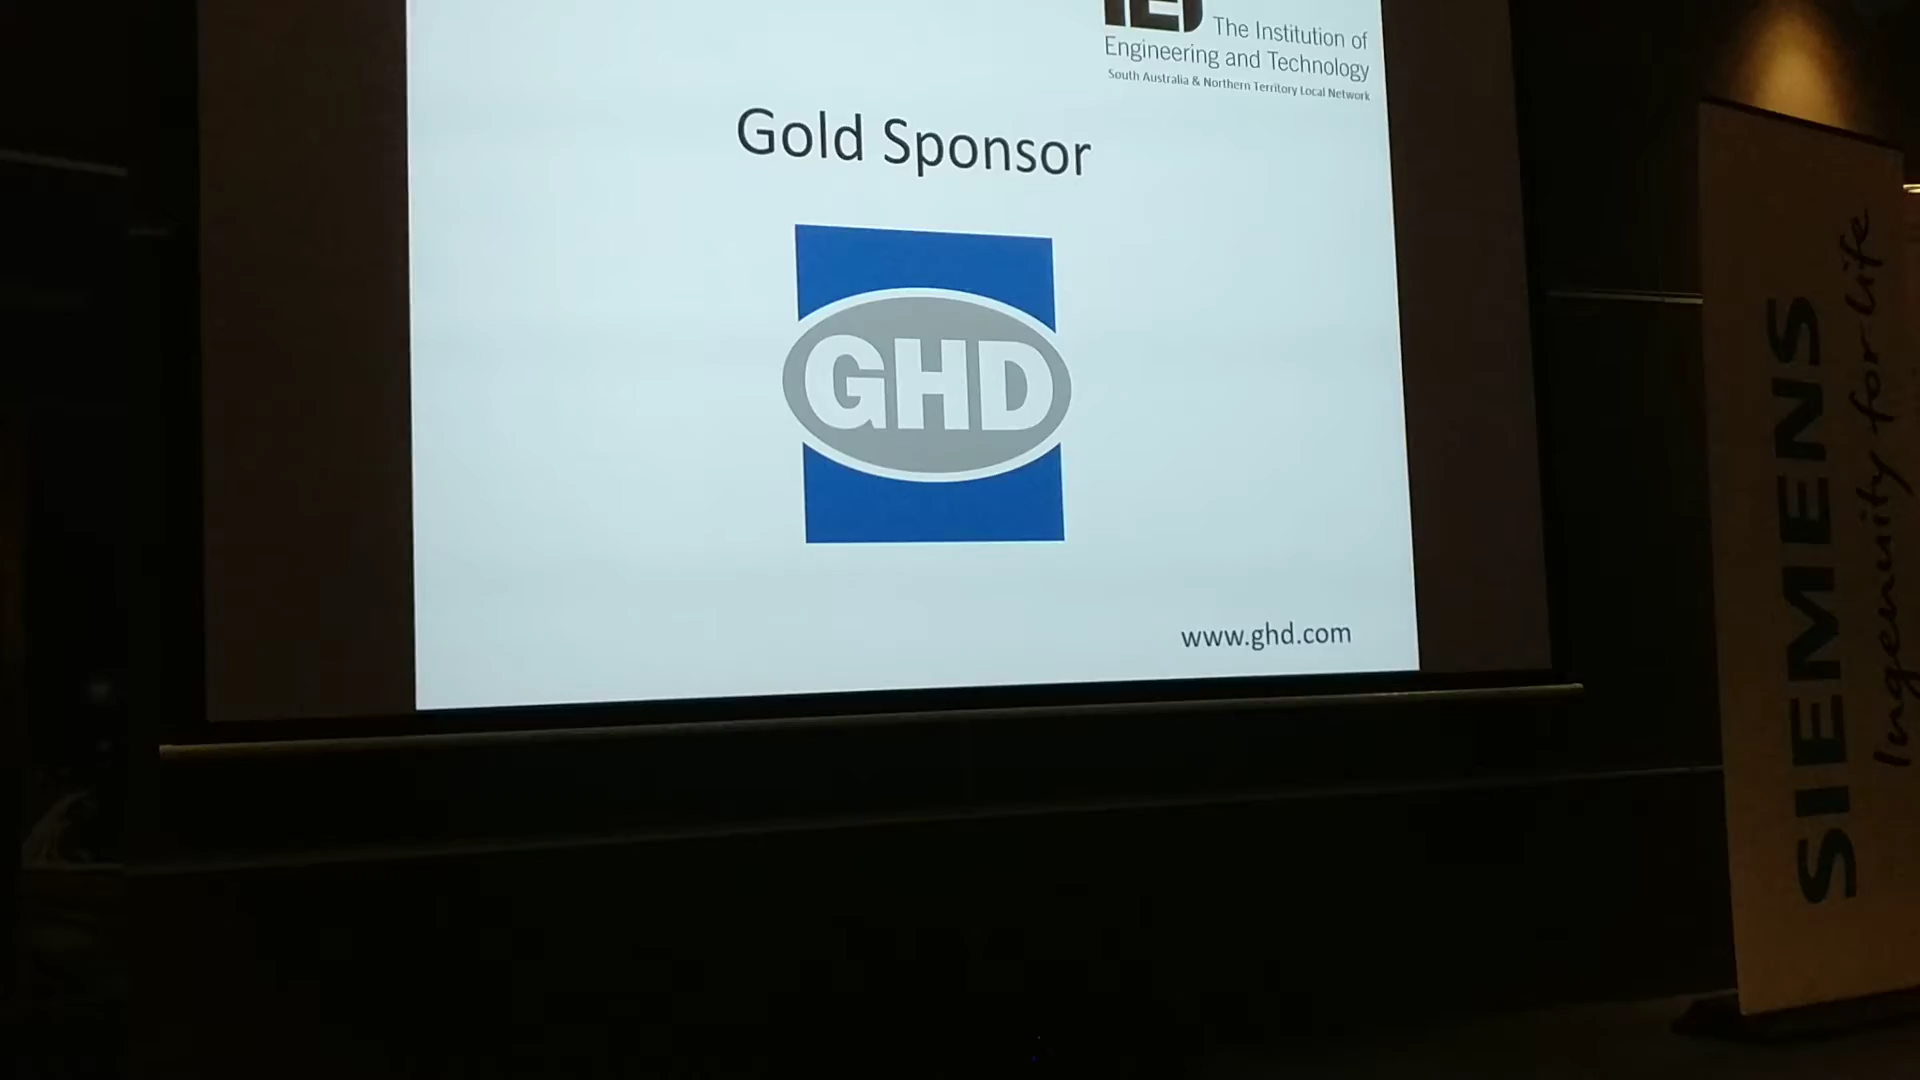 IET The Institution of
Engineering and Technology
South Australia & Northern Territory Local Network
Gold Sponsor
GHD
www.ghd.com
SIEMENS
Ingenuity for life